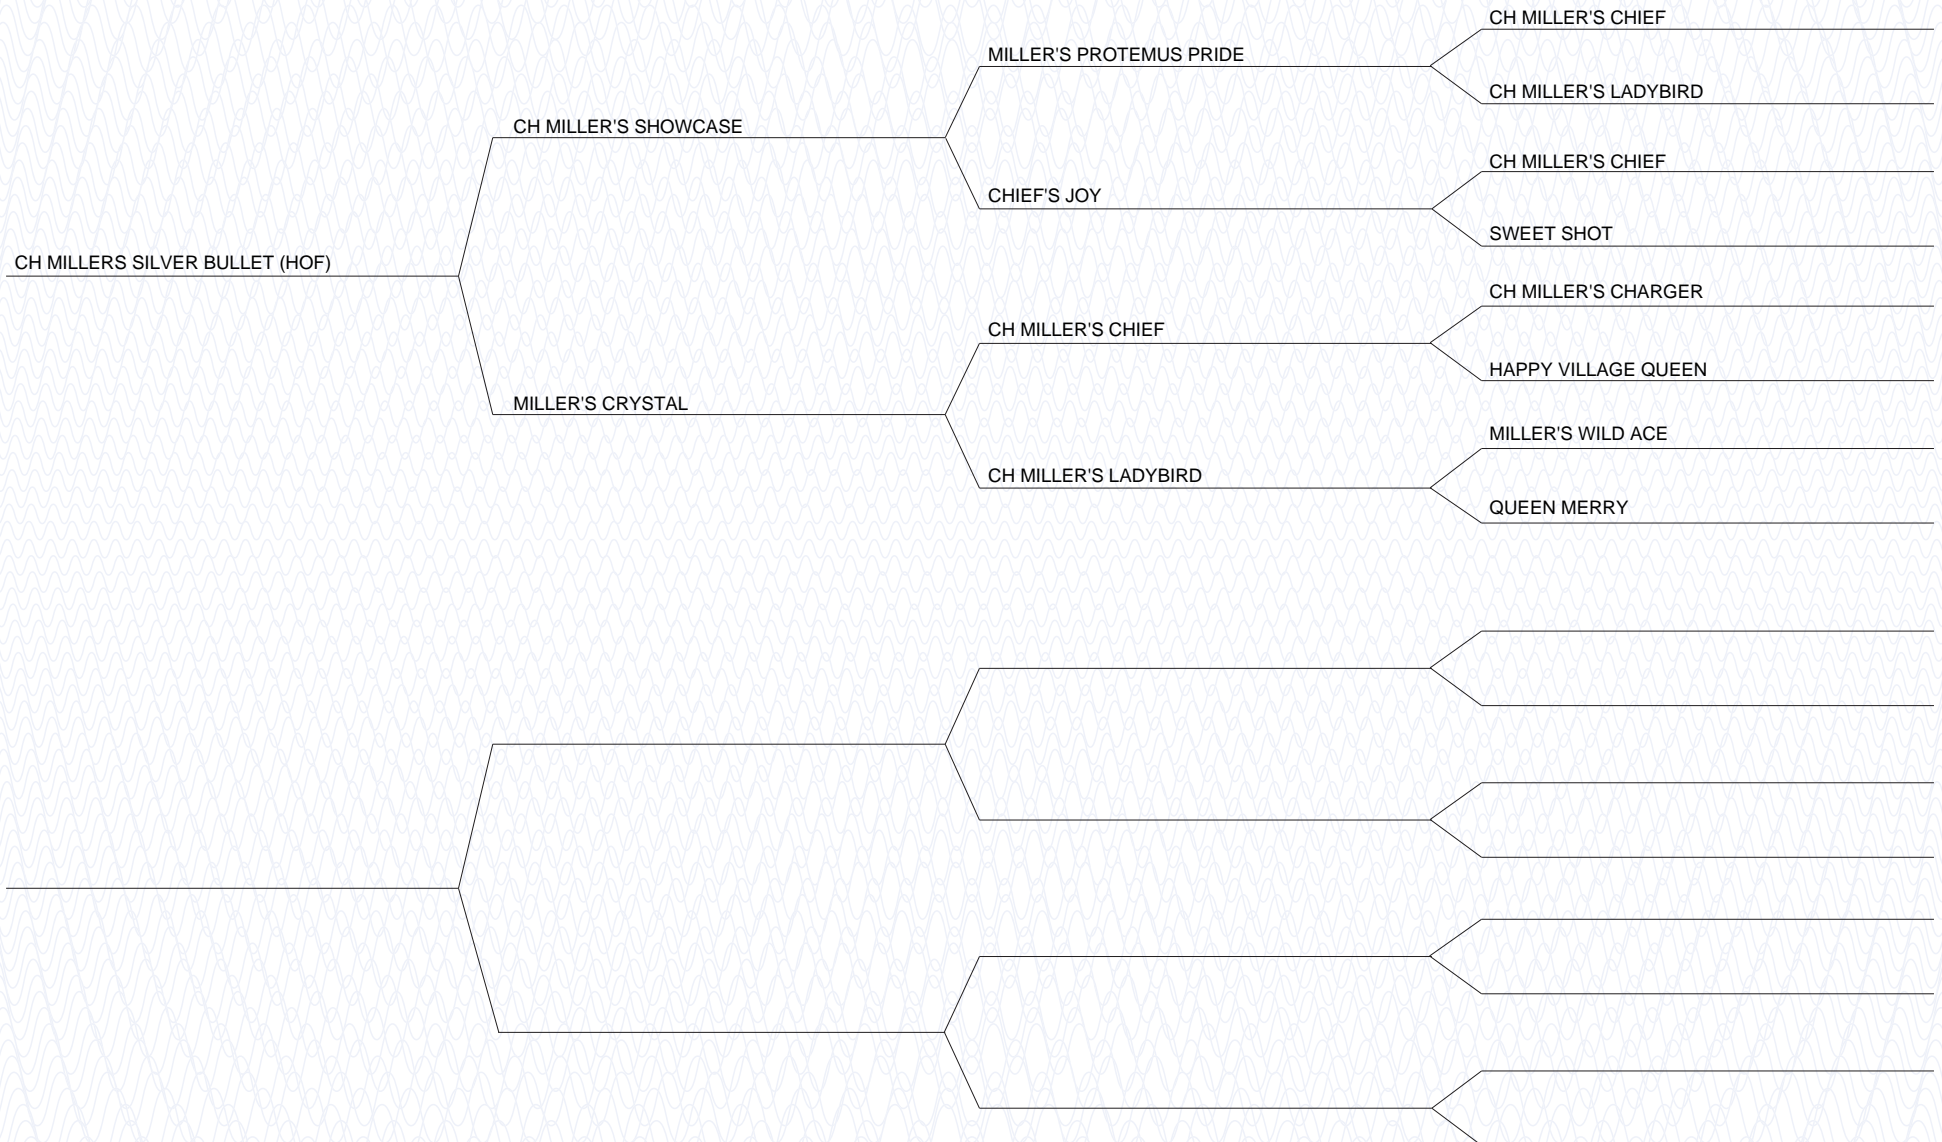 CH MILLER'S CHIEF
MILLER'S PROTEMUS PRIDE
CH MILLER'S LADYBIRD
CH MILLER'S SHOWCASE
CH MILLER'S CHIEF
CHIEF'S JOY
SWEET SHOT
CH MILLERS SILVER BULLET (HOF)
CH MILLER'S CHARGER
CH MILLER'S CHIEF
HAPPY VILLAGE QUEEN
MILLER'S CRYSTAL
MILLER'S WILD ACE
CH MILLER'S LADYBIRD
QUEEN MERRY